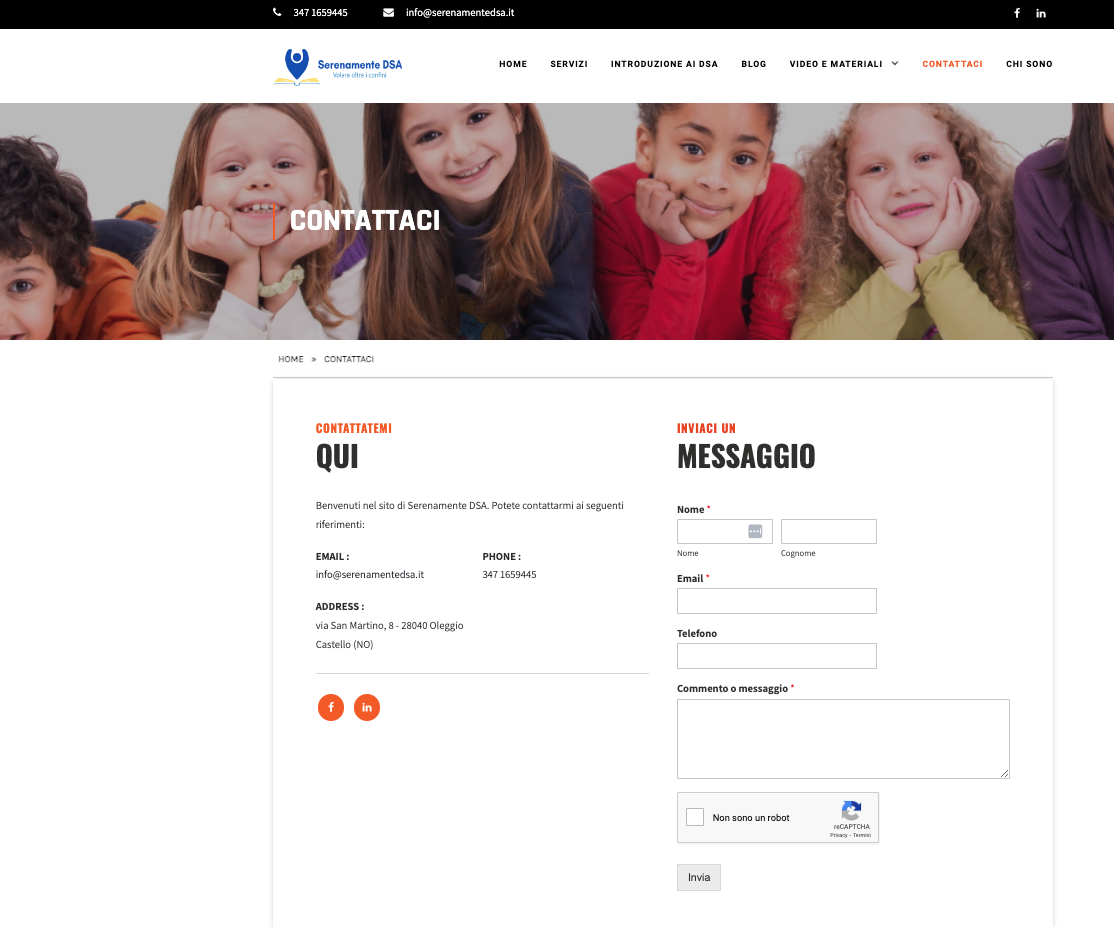 347 1659445 info@serenamentedsa.it
Serenamente DSA
Volare oltre i confini
HOME SERVIZI INTRODUZIONE AI DSA BLOG VIDEO E MATERIALI CONTATTACI CHI SONO
CONTATTACI
HOME » CONTATTACI
CONTATTATEMI
QUI
Benvenuti nel sito di Serenamente DSA. Potete contattarmi ai seguenti
riferimenti:
EMAIL : PHONE :
info@serenamentedsa.it 347 1659445
ADDRESS :
via San Martino, 8 - 28040 Oleggio
Castello (NO)
INVIACI UN
MESSAGGIO
Nome *
Nome Cognome
Email *
Telefono
Commento o messaggio *
Non sono un robot
reCAPTCHA
Privacy - Termini
Invia